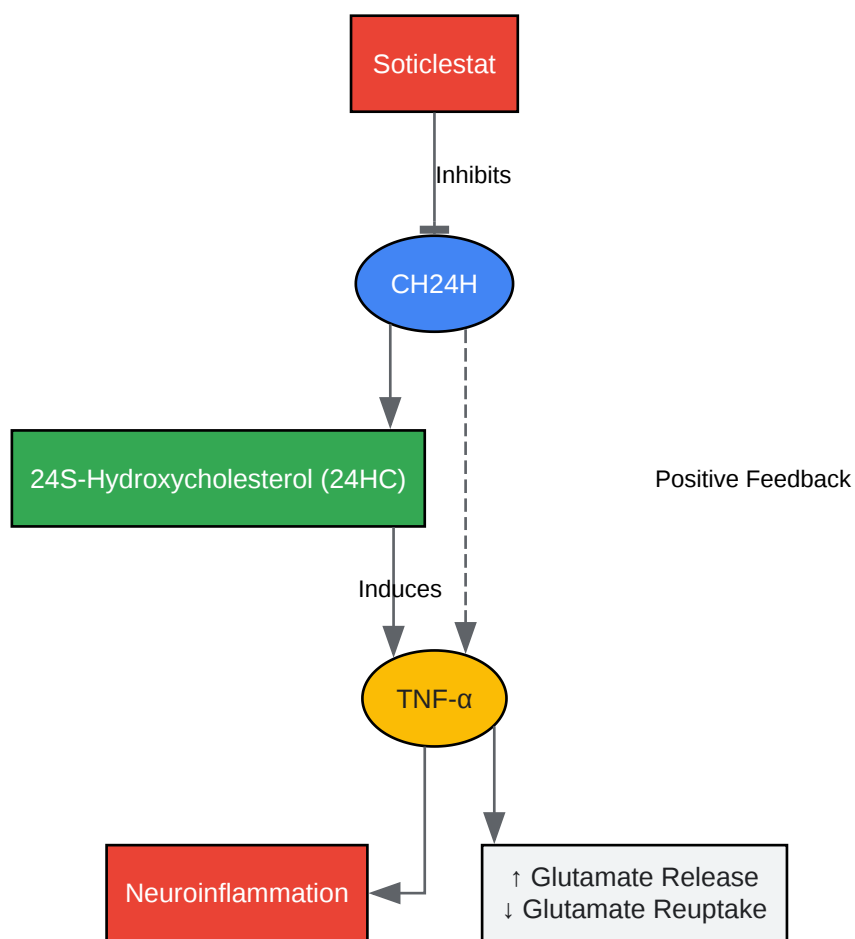 Soticlestat
Inhibits
CH24H
24S-Hydroxycholesterol (24HC)
Positive Feedback
Induces
TNF-α
Neuroinflammation
↑ Glutamate Release
↓ Glutamate Reuptake